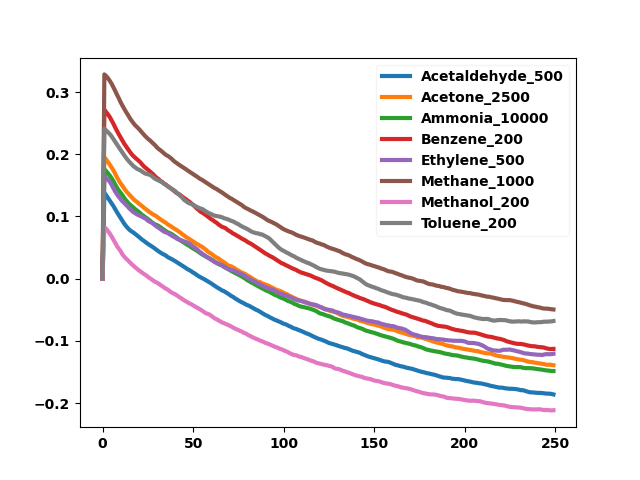 Acetaldehyde_500
Acetone_2500
Ammonia_10000
Benzene_200
Ethylene_500
Methane_1000
Methanol_200
Toluene_200
0.3
0.2
0.1
0.0
−0.1
−0.2
0 50 100 150 200 250